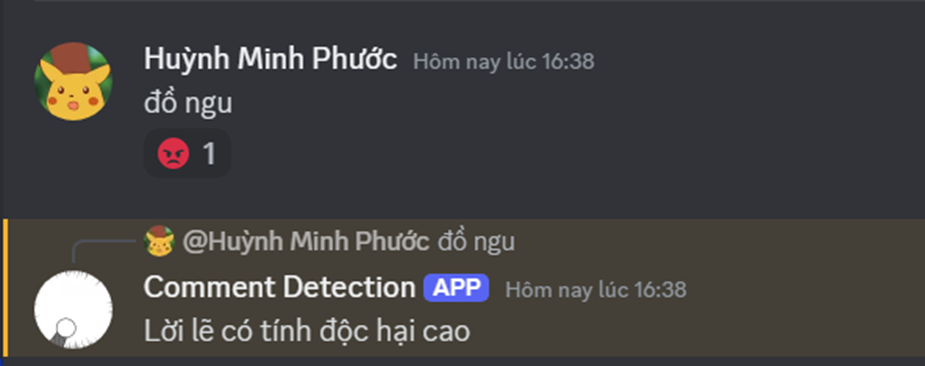 Huỳnh Minh Phước Hôm nay lúc 16:38
đồ ngu
1
@Huỳnh Minh Phước đồ ngu
Comment Detection APP Hôm nay lúc 16:38
Lời lẽ có tính độc hại cao